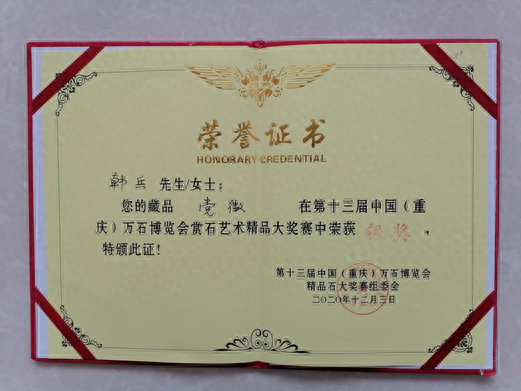 荣誉证书
HONORARY CREDENTIAL
韩兵 先生/女士:
您的藏品 党徽 在第十三届中国(重
庆)万石博览会赏石艺术精品大奖赛中荣获 银奖,
特颁此证!
第十三届中国(重庆)万石博览会
精品石大奖赛组委会
二〇二〇年十二月三日